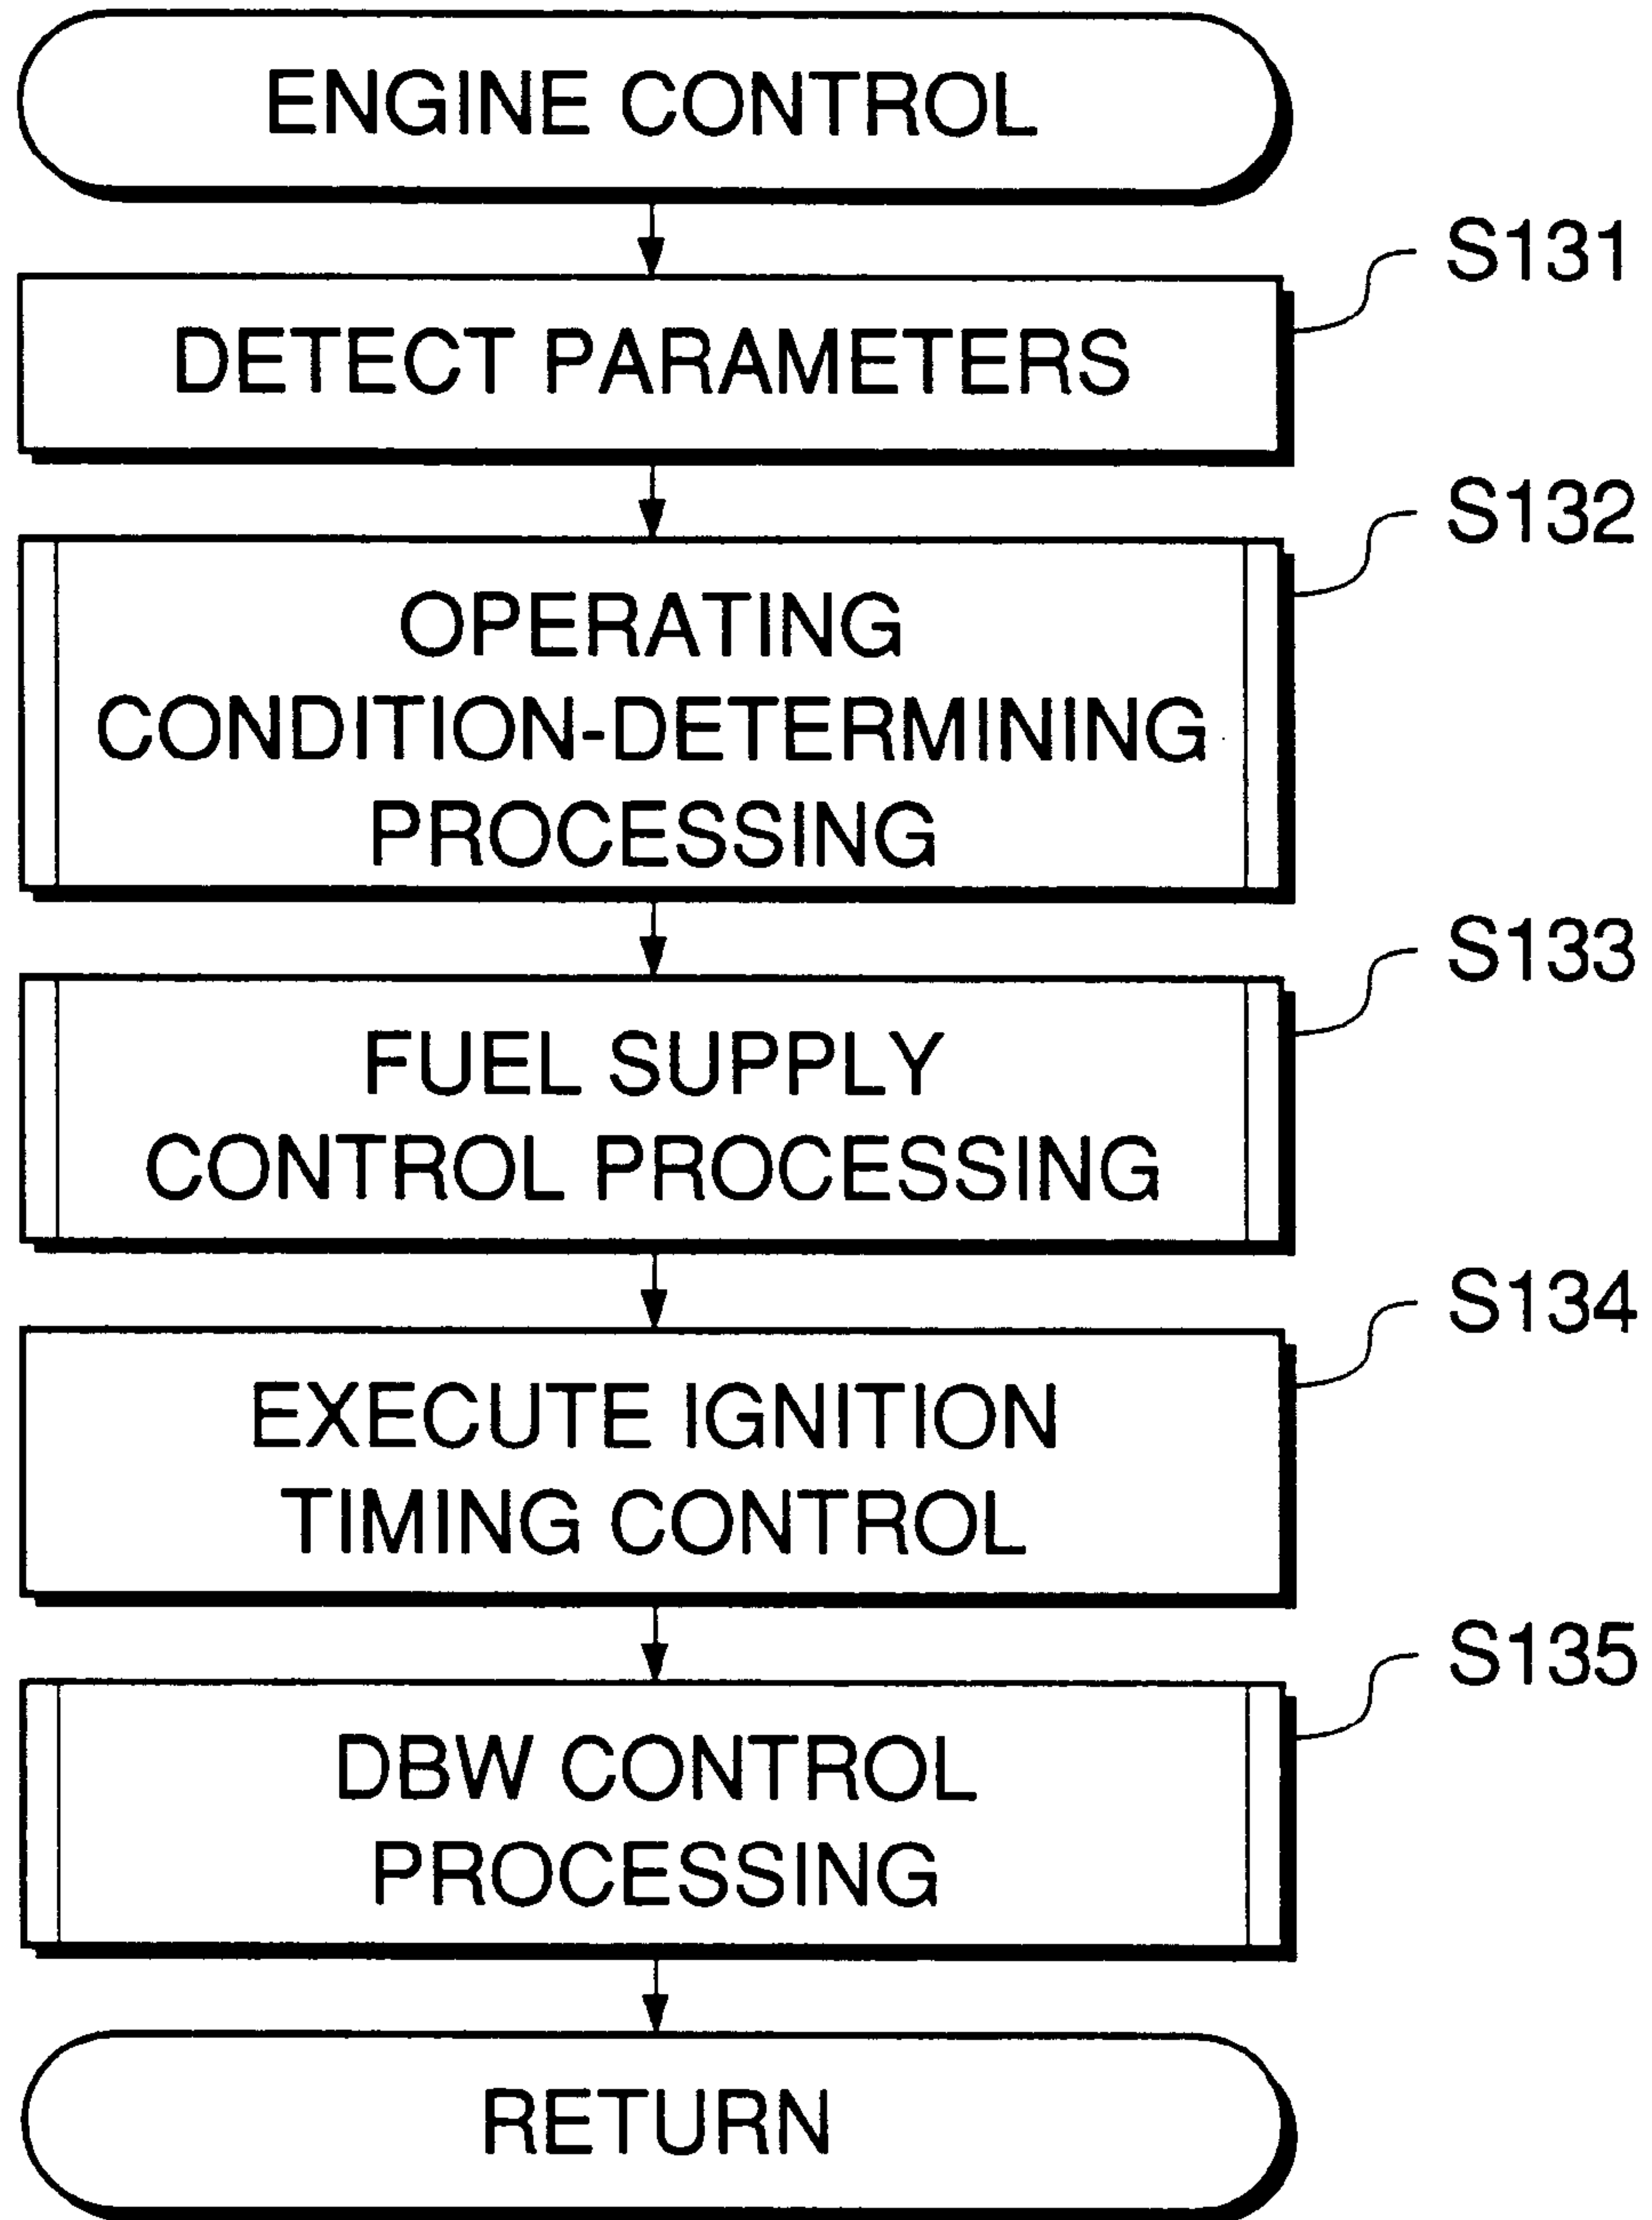 ENGINE CONTROL
S131
DETECT PARAMETERS
S132
OPERATING
CONDITION-DETERMINING
PROCESSING
S133
FUEL SUPPLY
CONTROL PROCESSING
S134
EXECUTE IGNITION
TIMING CONTROL
S135
DBW CONTROL
PROCESSING
RETURN